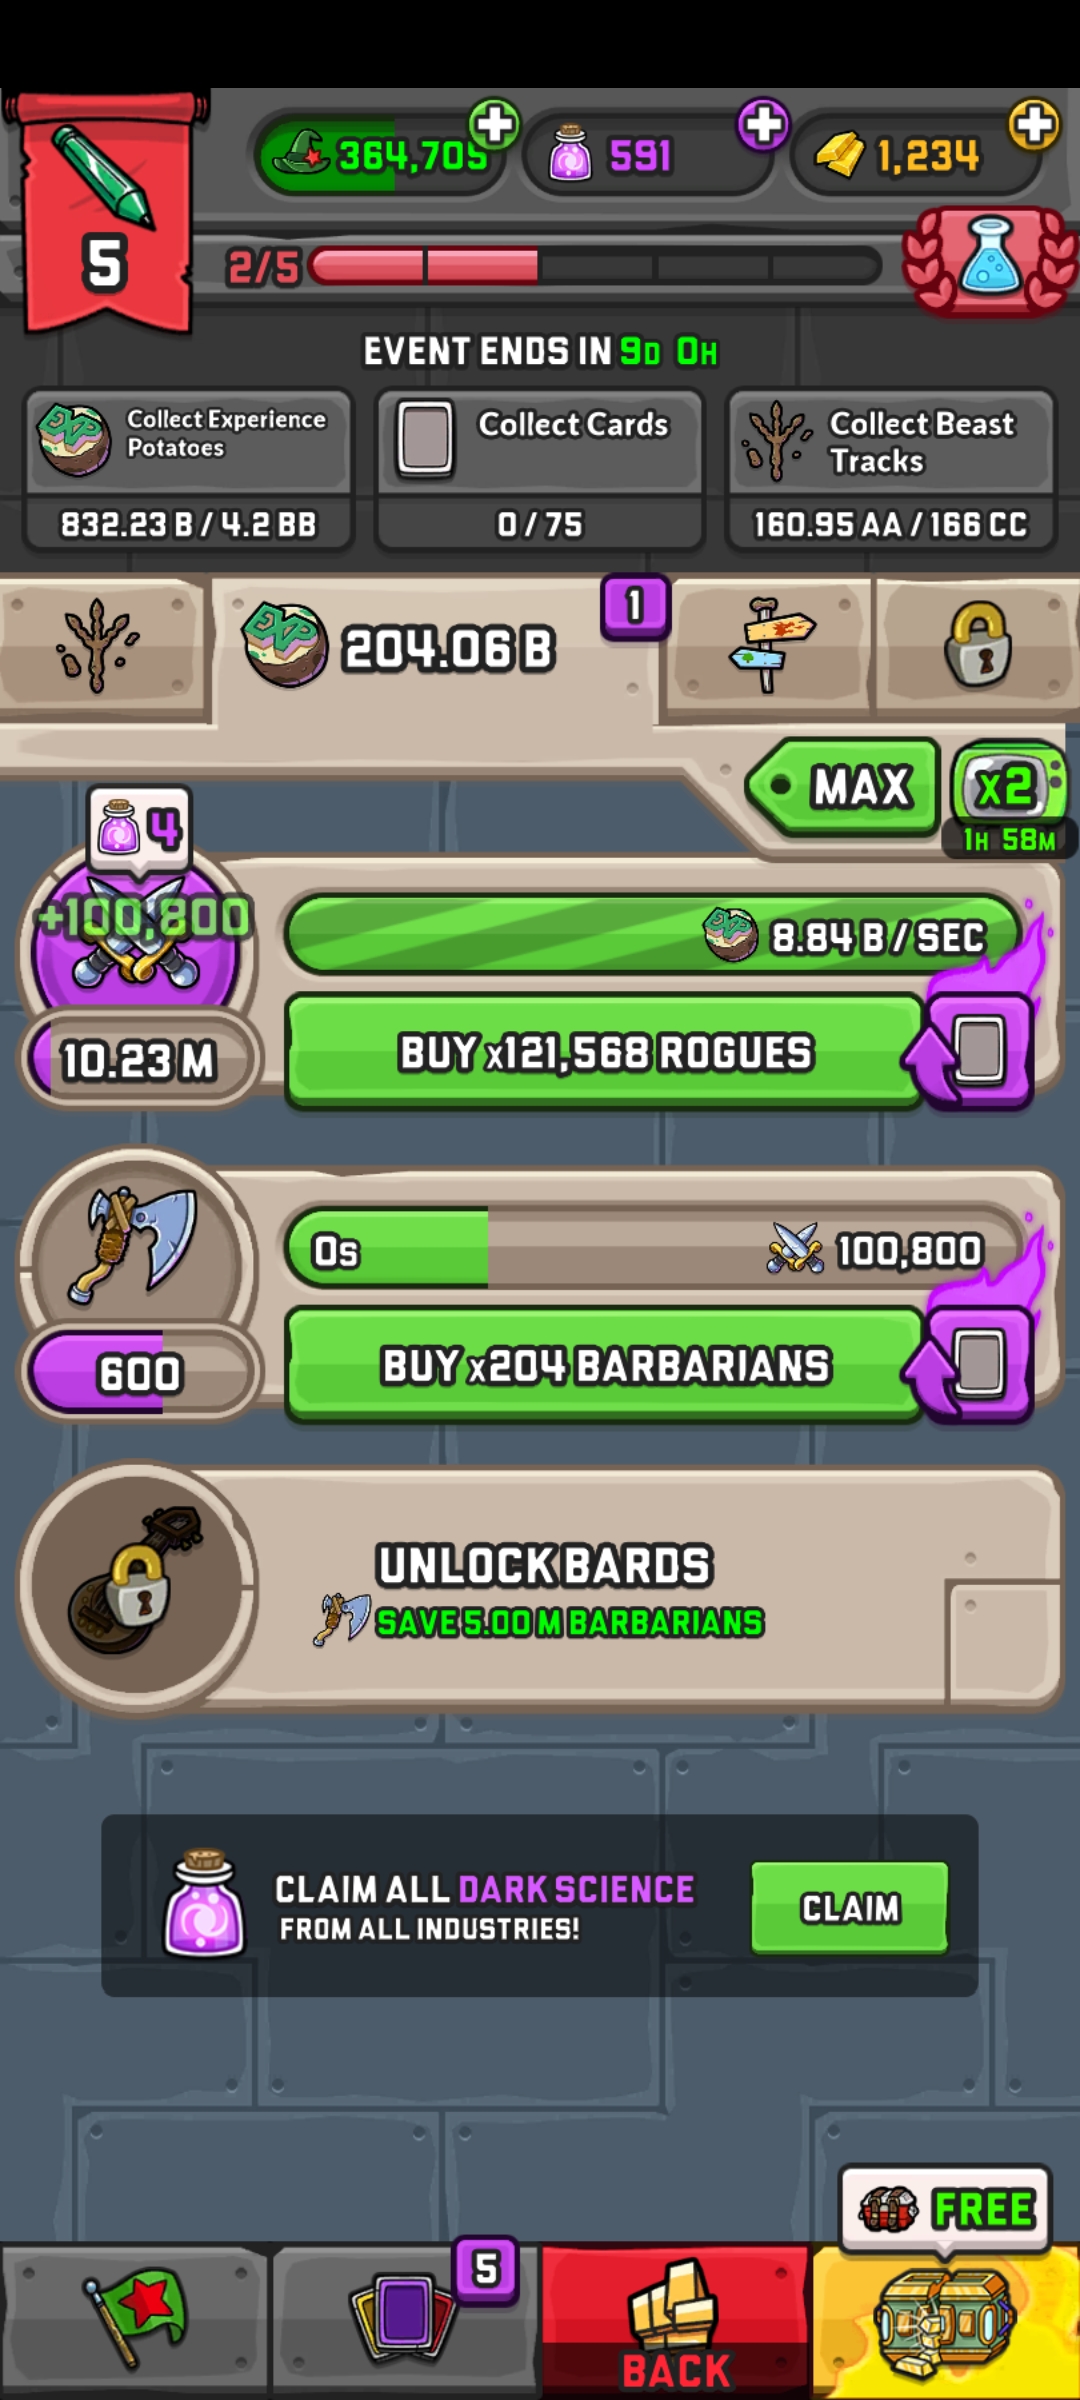 5
364,705
591
1,234
2/5
EVENT ENDS IN 9D 0H
Collect Experience
Potatoes
832.23 B / 4.2 BB
Collect Cards
0 / 75
Collect Beast
Tracks
160.95 AA / 166 CC
EXP
204.06 B
1
MAX
x2
1H 58M
4
+100,800
8.84 B / SEC
10.23 M
BUY x121,568 ROGUES
0S
100,800
600
BUY x204 BARBARIANS
UNLOCK BARDS
SAVE 5.00 M BARBARIANS
CLAIM ALL DARK SCIENCE
FROM ALL INDUSTRIES!
CLAIM
FREE
5
BACK